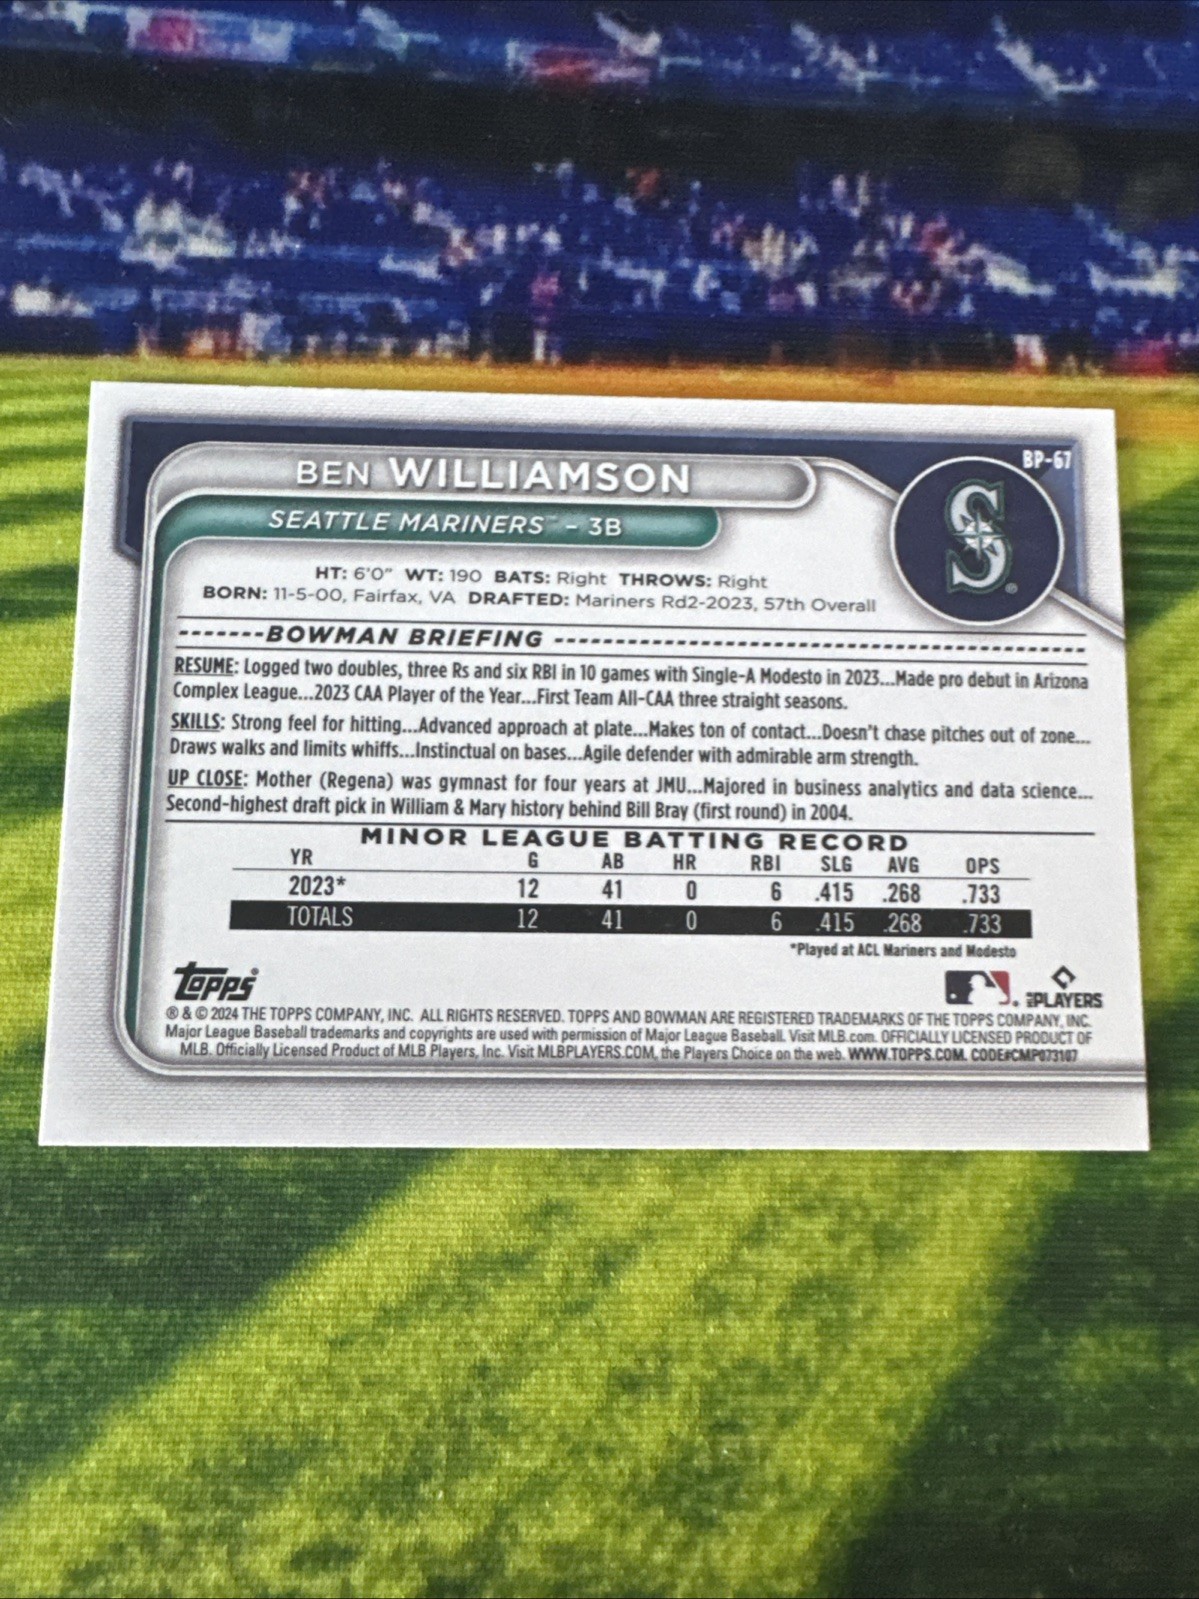 BP-67
BEN WILLIAMSON
SEATTLE MARINERS™ - 3B
S®
HT: 6'0" WT: 190 BATS: Right THROWS: Right
BORN: 11-5-00, Fairfax, VA DRAFTED: Mariners Rd2-2023, 57th Overall
BOWMAN BRIEFING
RESUME: Logged two doubles, three Rs and six RBI in 10 games with Single-A Modesto in 2023...Made pro debut in Arizona
Complex League...2023 CAA Player of the Year...First Team All-CAA three straight seasons.
SKILLS: Strong feel for hitting...Advanced approach at plate...Makes ton of contact...Doesn't chase pitches out of zone...
Draws walks and limits whiffs...Instinctual on bases...Agile defender with admirable arm strength.
UP CLOSE: Mother (Regena) was gymnast for four years at JMU...Majored in business analytics and data science...
Second-highest draft pick in William & Mary history behind Bill Bray (first round) in 2004.
MINOR LEAGUE BATTING RECORD
YR G AB HR RBI SLG AVG OPS
2023* 12 41 0 6 .415 .268 .733
TOTALS 12 41 0 6 .415 .268 .733
*Played at ACL Mariners and Modesto
Topps®
PLAYERS
® & © 2024 THE TOPPS COMPANY, INC. ALL RIGHTS RESERVED. TOPPS AND BOWMAN ARE REGISTERED TRADEMARKS OF THE TOPPS COMPANY, INC.
Major League Baseball trademarks and copyrights are used with permission of Major League Baseball. Visit MLB.com. OFFICIALLY LICENSED PRODUCT OF
MLB. Officially Licensed Product of MLB Players, Inc. Visit MLBPLAYERS.COM, the Players Choice on the web. WWW.TOPPS.COM. CODE#CMP073107